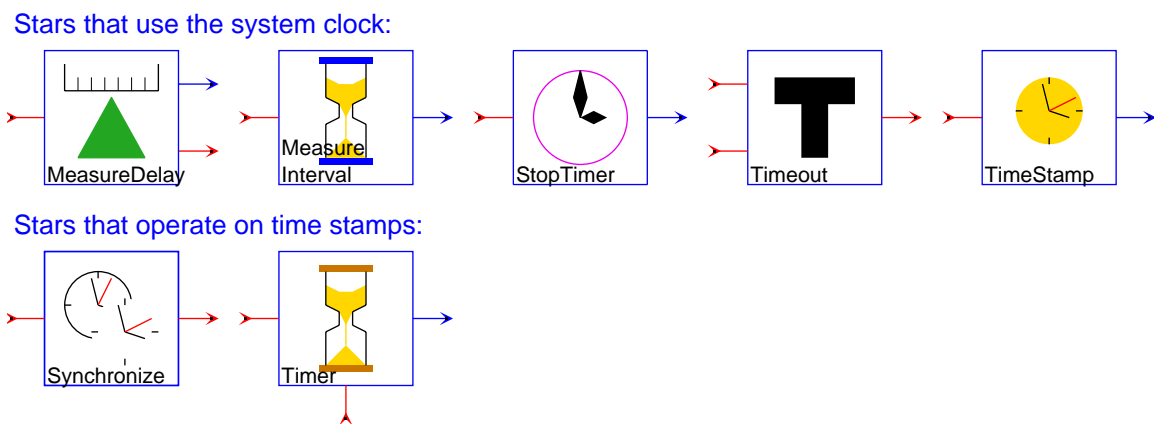 Stars that use the system clock:
MeasureDelay
Measure
Interval
StopTimer
Timeout
TimeStamp
Stars that operate on time stamps:
Synchronize
Timer